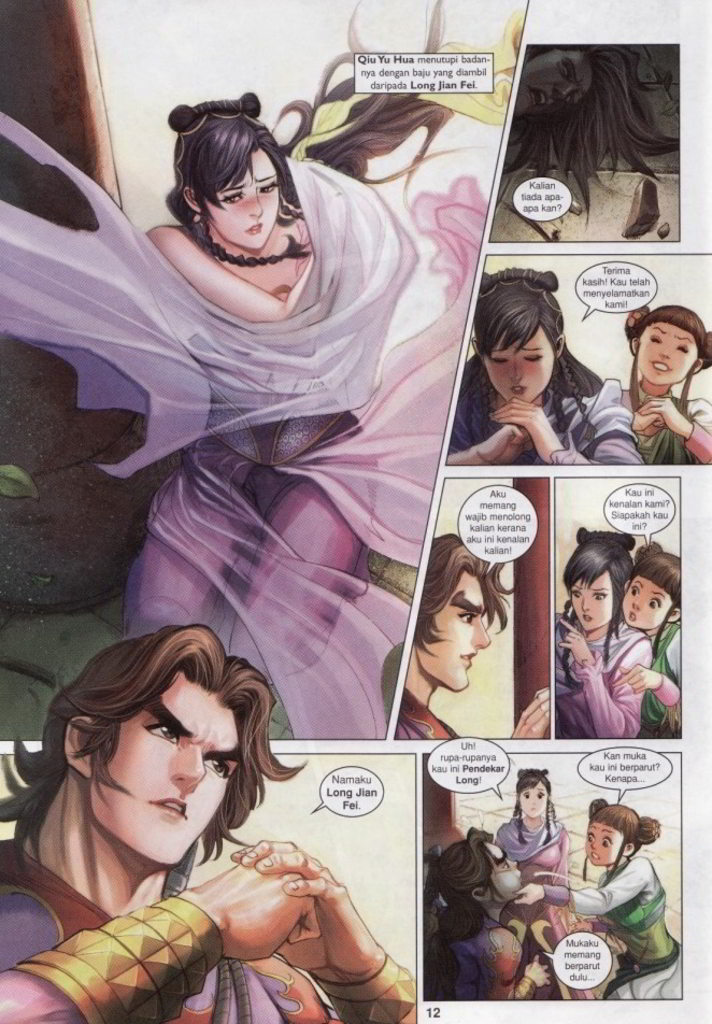 Qiu Yu Hua menutupi badan-
nya dengan baju yang diambil
daripada Long Jian Fei.
Kalian
tiada apa-
apa kan?
Terima
kasih! Kau telah
menyelamatkan
kami!
Aku
memang
wajib menolong
kalian kerana
aku ini kenalan
kalian!
Kau ini
kenalan kami?
Siapakah kau
ini?
Namaku
Long Jian
Fei.
Uh!
rupa-rupanya
kau ini Pendekar
Long!
Kan muka
kau ini berparut?
Kenapa...
Mukaku
memang
berparut
dulu...
12